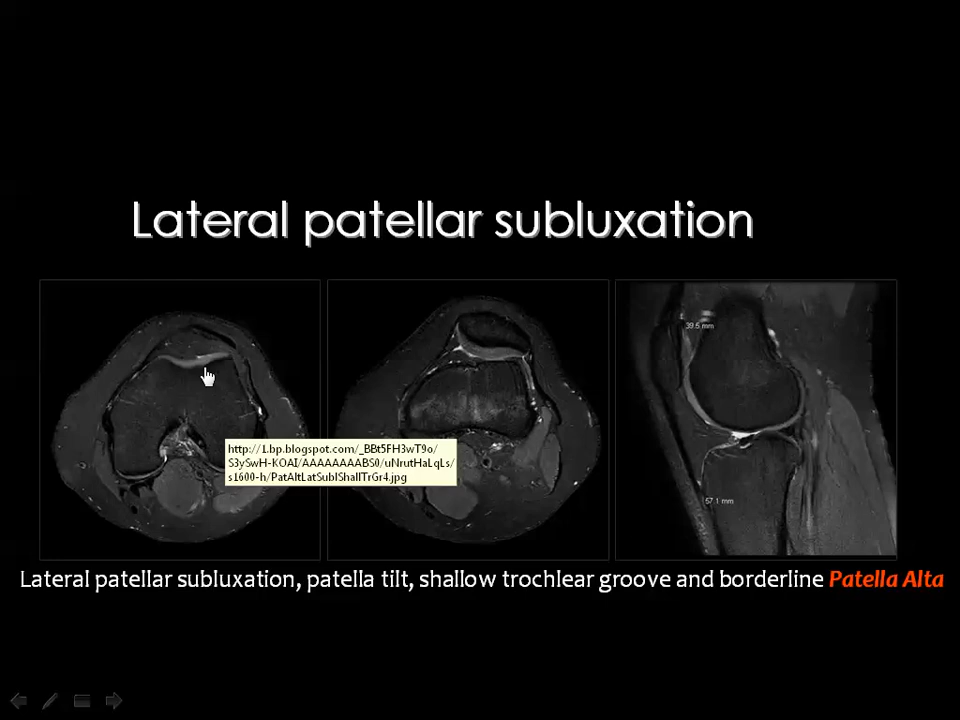 Lateral patellar subluxation
39.5 mm
http://1.bp.blogspot.com/_BBt5FH3wT9o/
S3ySwH-KOAI/AAAAAAAABS0/uNrutHaLqLs/
s1600-h/PatAltLatSublShallTrGr4.jpg
57.1 mm
Lateral patellar subluxation, patella tilt, shallow trochlear groove and borderline Patella Alta